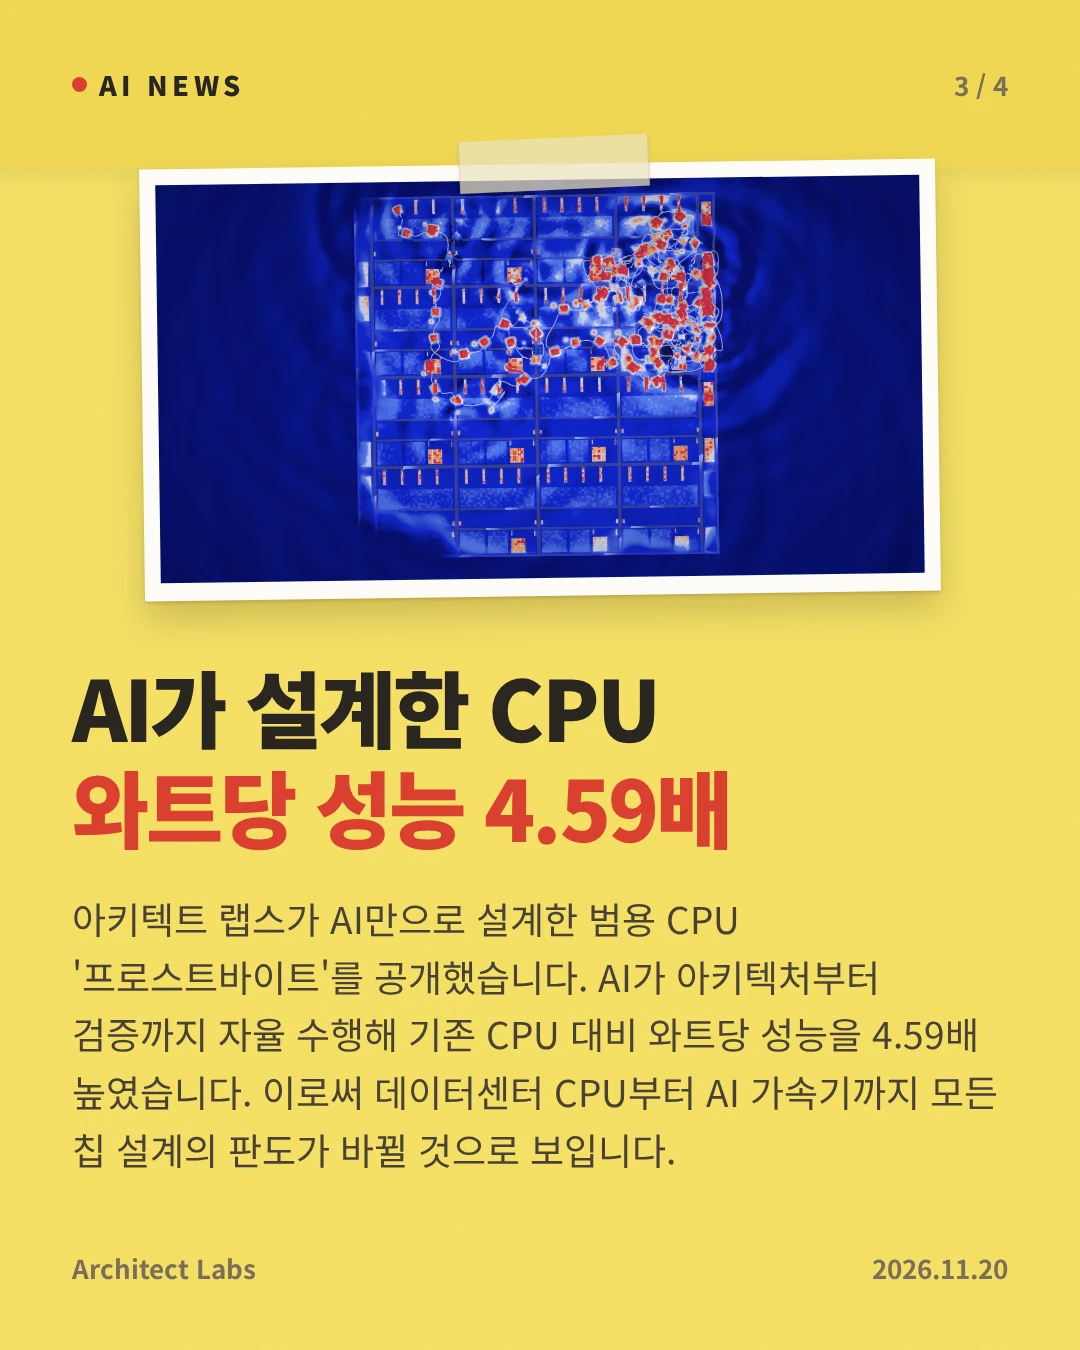 AI NEWS
3 / 4
AI가 설계한 CPU
와트당 성능 4.59배
아키텍트 랩스가 AI만으로 설계한 범용 CPU
'프로스트바이트'를 공개했습니다. AI가 아키텍처부터
검증까지 자율 수행해 기존 CPU 대비 와트당 성능을 4.59배
높였습니다. 이로써 데이터센터 CPU부터 AI 가속기까지 모든
칩 설계의 판도가 바뀔 것으로 보입니다.
Architect Labs
2026.11.20